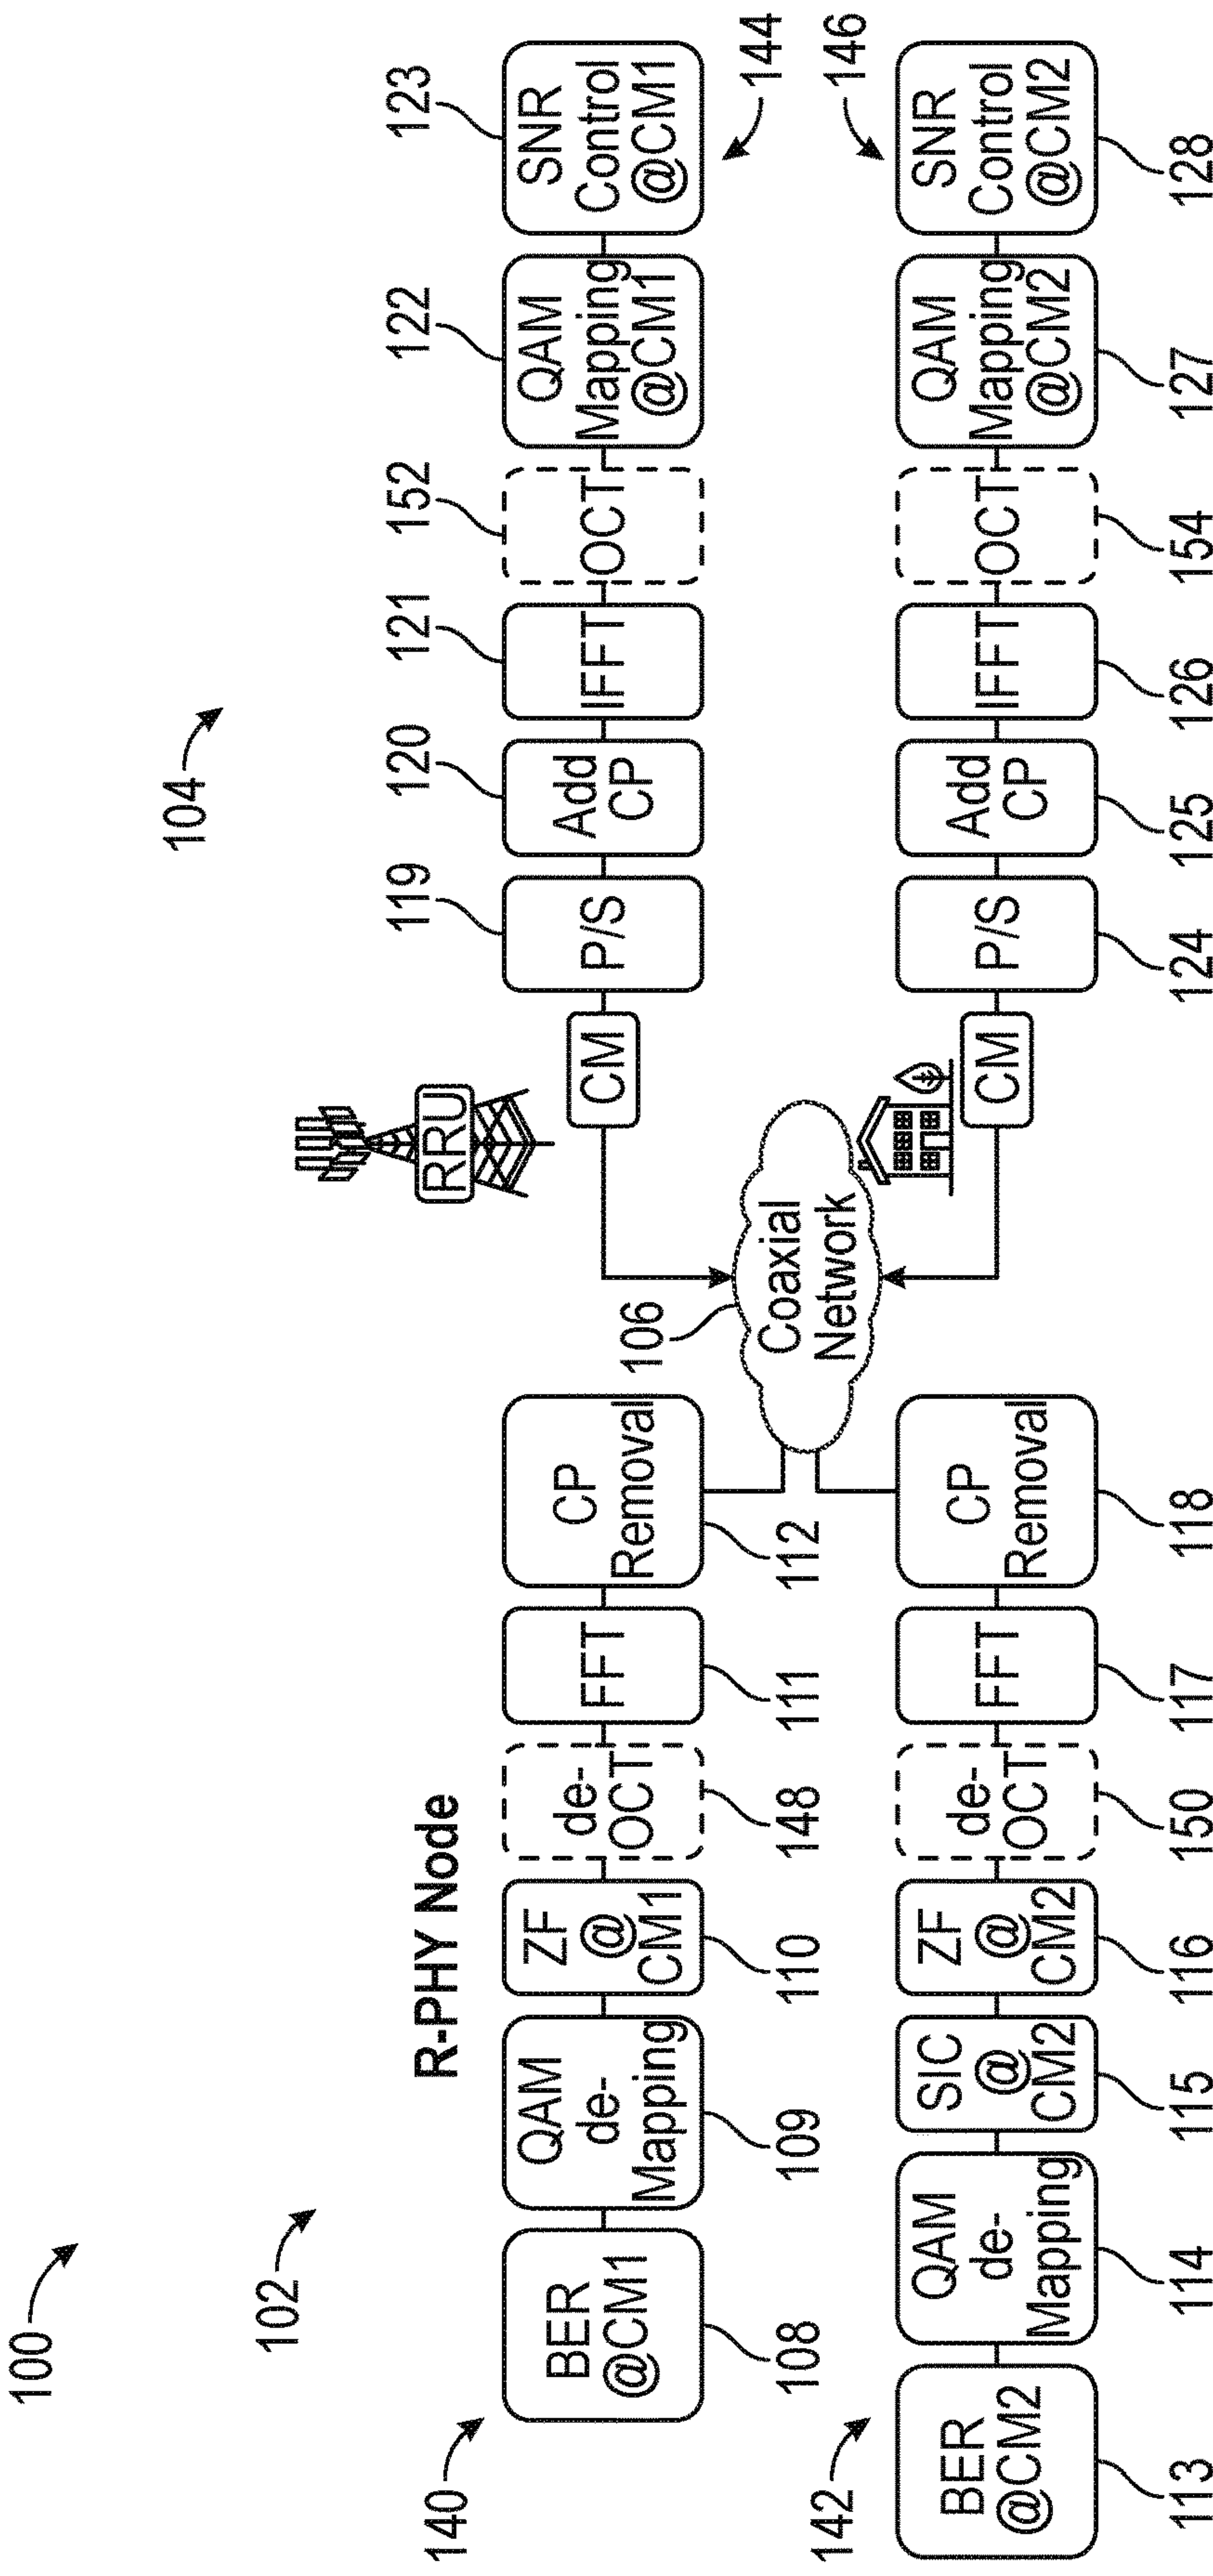 100
102
104
R-PHY Node
140
108
BER
@CM1
109
QAM
de-
Mapping
110
ZF
@
CM1
148
de-
OCT
111
FFT
112
CP
Removal
106
Coaxial
Network
RRU
CM
119
P/S
120
Add
CP
121
IFFT
152
OCT
122
QAM
Mapping
@CM1
123
SNR
Control
@CM1
144
142
113
BER
@CM2
114
QAM
de-
Mapping
115
SIC
@
CM2
116
ZF
@
CM2
150
de-
OCT
117
FFT
118
CP
Removal
CM
124
P/S
125
Add
CP
126
IFFT
154
OCT
127
QAM
Mapping
@CM2
128
SNR
Control
@CM2
146